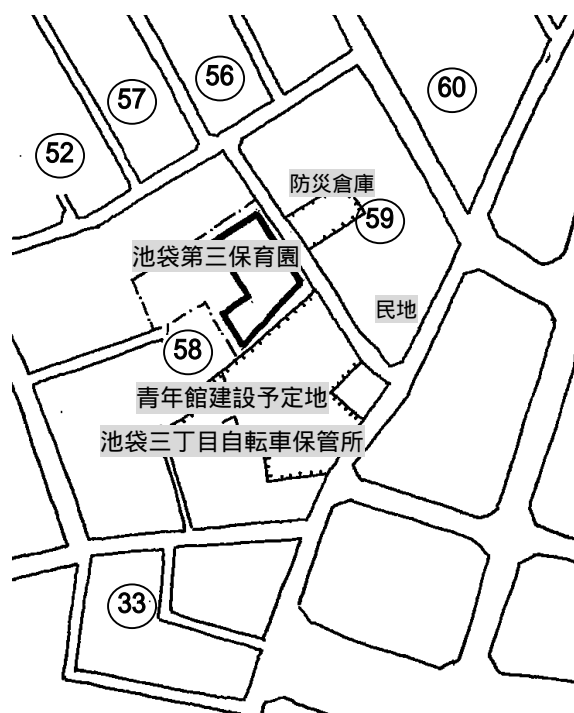 56
57
60
52
防災倉庫
59
池袋第三保育園
民地
58
青年館建設予定地
池袋三丁目自転車保管所
33